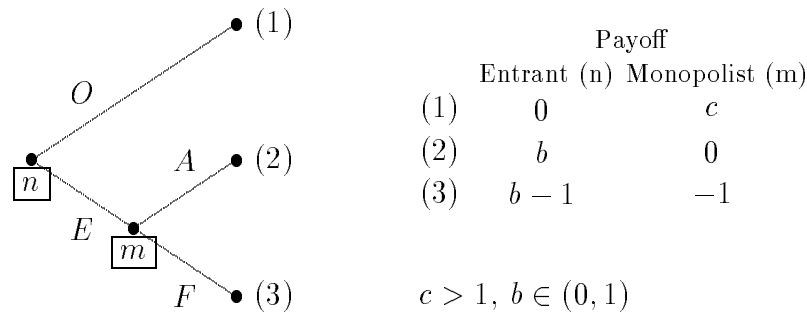 (1)
O
A
(2)
n
E
m
F
(3)
Payoff
Entrant (n) Monopolist (m)
(1) 0 c
(2) b 0
(3) b − 1 −1
c > 1, b ∈ (0, 1)